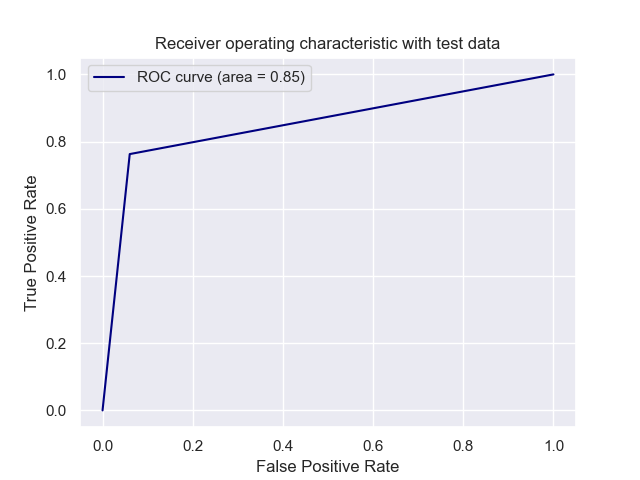 Receiver operating characteristic with test data
ROC curve (area = 0.85)
1.0
0.8
0.6
0.4
0.2
0.0
True Positive Rate
0.0 0.2 0.4 0.6 0.8 1.0
False Positive Rate